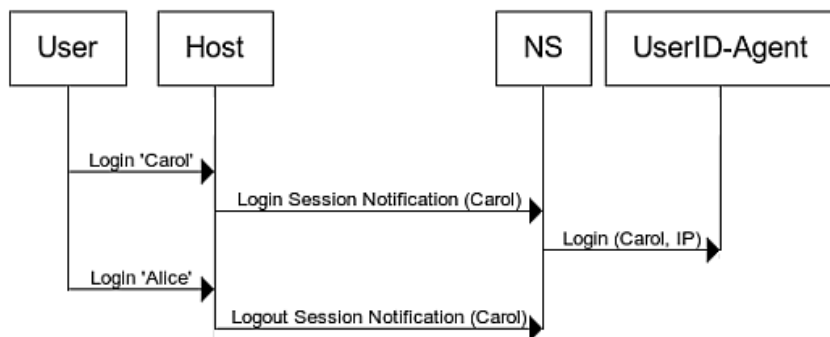 User
Host
NS
UserID-Agent
Login 'Carol'
Login Session Notification (Carol)
Login (Carol, IP)
Login 'Alice'
Logout Session Notification (Carol)